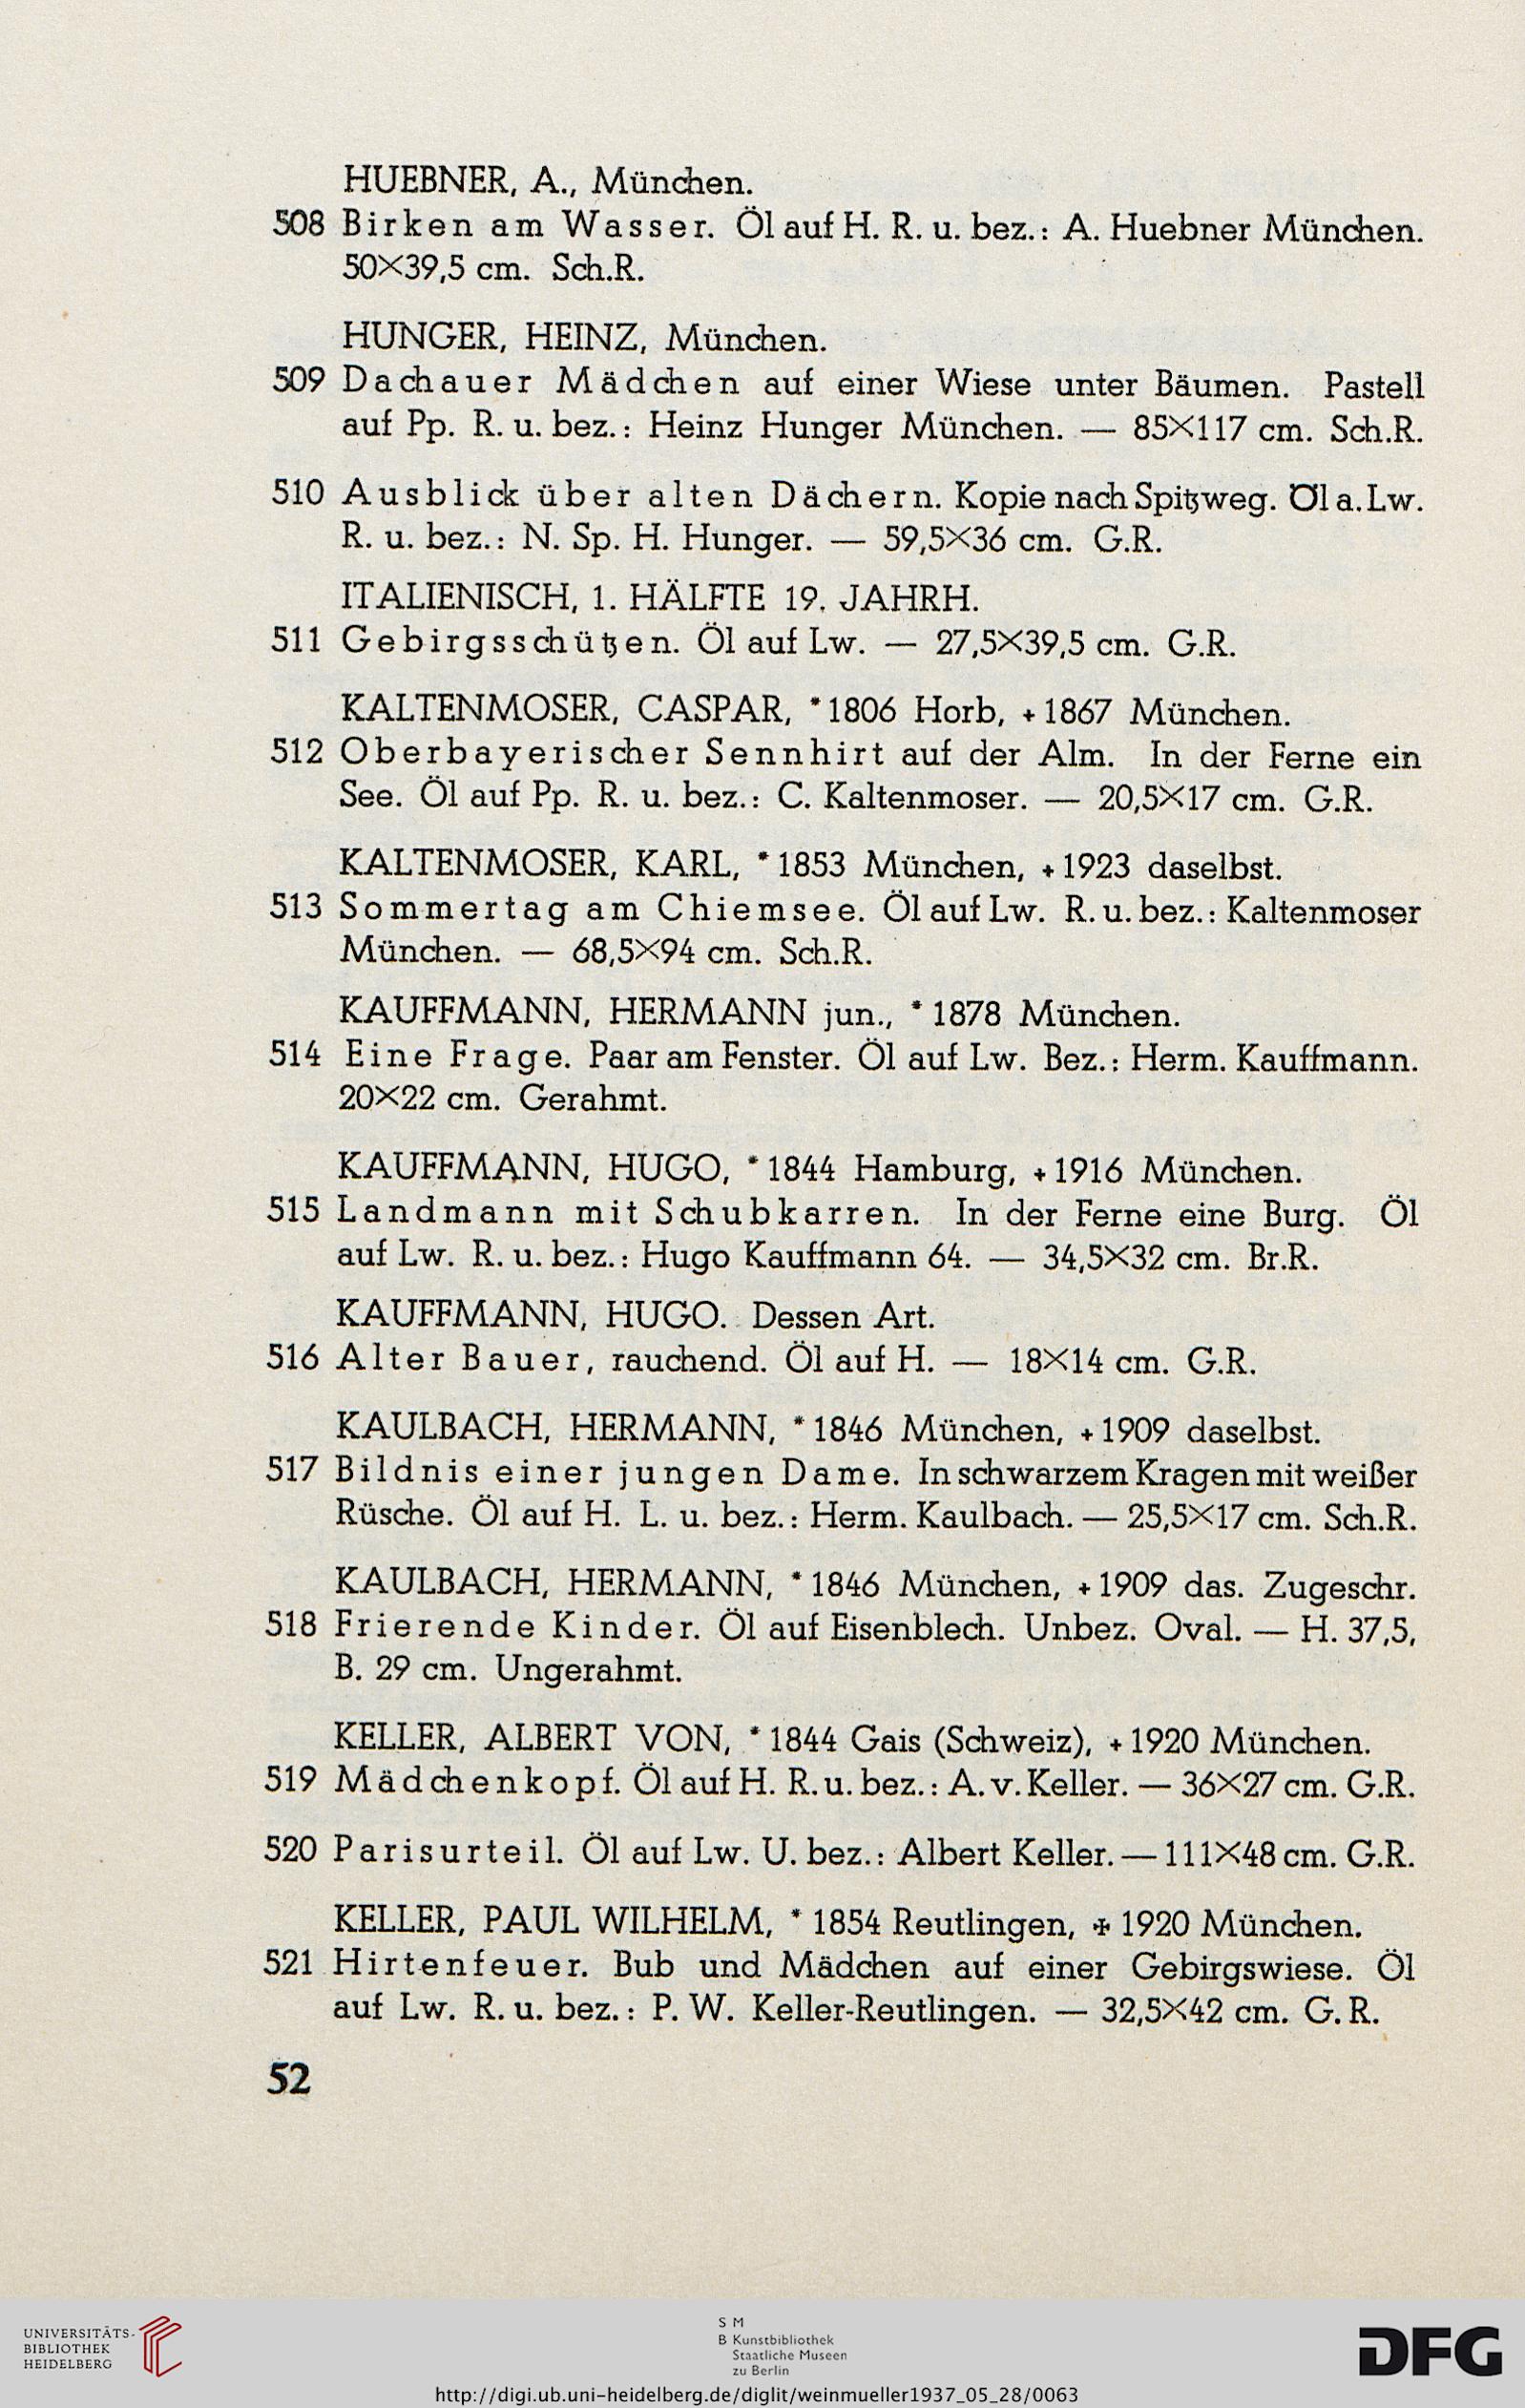 HUEBNER, A., München.
508 Birken am Wasser. Öl auf H. R. u. bez.: A. Huebner München.
50×39,5 cm. Sch.R.
HUNGER, HEINZ, München.
509 Dachauer Mädchen auf einer Wiese unter Bäumen. Pastell
auf Pp. R. u. bez.: Heinz Hunger München. — 85×117 cm. Sch.R.
510 Ausblick über alten Dächern. Kopie nach Spitzweg. Öl a. Lw.
R. u. bez.: N. Sp. H. Hunger. — 59,5×36 cm. G.R.
ITALIENISCH, 1. HÄLFTE 19. JAHRH.
511 Gebirgsschützen. Öl auf Lw. — 27,5×39,5 cm. G.R.
KALTENMOSER, CASPAR, *1806 Horb, +1867 München.
512 Oberbayerischer Sennhirt auf der Alm. In der Ferne ein
See. Öl auf Pp. R. u. bez.: C. Kaltenmoser. — 20,5×17 cm. G.R.
KALTENMOSER, KARL, *1853 München, +1923 daselbst.
513 Sommertag am Chiemsee. Öl auf Lw. R. u. bez.: Kaltenmoser
München. — 68,5×94 cm. Sch.R.
KAUFFMANN, HERMANN jun., *1878 München.
514 Eine Frage. Paar am Fenster. Öl auf Lw. Bez.: Herm. Kauffmann.
20×22 cm. Gerahmt.
KAUFFMANN, HUGO, *1844 Hamburg, +1916 München.
515 Landmann mit Schubkarren. In der Ferne eine Burg. Öl
auf Lw. R. u. bez.: Hugo Kauffmann 64. — 34,5×32 cm. Br.R.
KAUFFMANN, HUGO. Dessen Art.
516 Alter Bauer, rauchend. Öl auf H. — 18×14 cm. G.R.
KAULBACH, HERMANN, *1846 München, +1909 daselbst.
517 Bildnis einer jungen Dame. In schwarzem Kragen mit weißer
Rüsche. Öl auf H. L. u. bez.: Herm. Kaulbach. — 25,5×17 cm. Sch.R.
KAULBACH, HERMANN, *1846 München, +1909 das. Zugeschr.
518 Frierende Kinder. Öl auf Eisenblech. Unbez. Oval. — H. 37,5,
B. 29 cm. Ungerahmt.
KELLER, ALBERT VON, *1844 Gais (Schweiz), +1920 München.
519 Mädchenkopf. Öl auf H. R. u. bez.: A. v. Keller. — 36×27 cm. G.R.
520 Parisurteil. Öl auf Lw. U. bez.: Albert Keller. — 111×48 cm. G.R.
KELLER, PAUL WILHELM, * 1854 Reutlingen, + 1920 München.
521 Hirtenfeuer. Bub und Mädchen auf einer Gebirgswiese. Öl
auf Lw. R. u. bez.: P. W. Keller-Reutlingen. — 32,5×42 cm. G. R.
52
UNIVERSITÄTS-
BIBLIOTHEK
HEIDELBERG
S M
B Kunstbibliothek
Staatliche Museen
zu Berlin
DFG
http://digi.ub.uni-heidelberg.de/diglit/weinmueller1937_05_28/0063